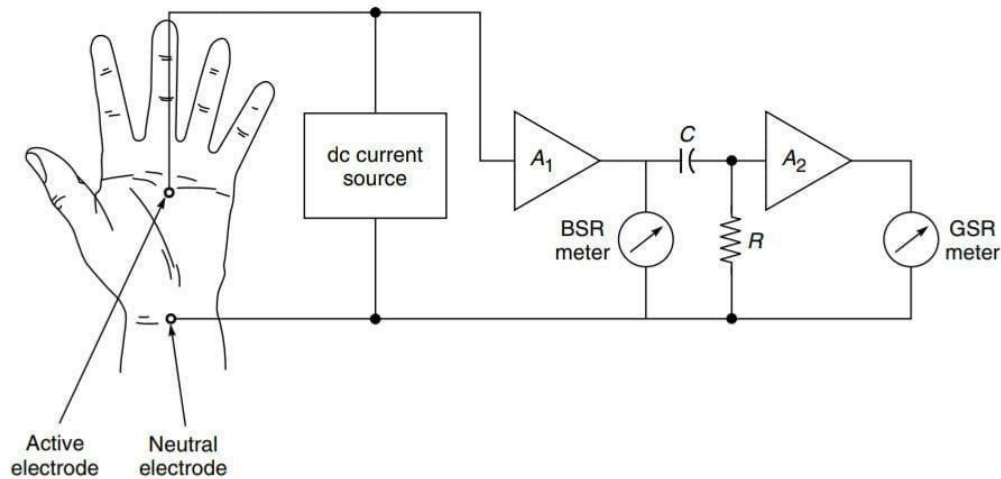 dc current
source
A1
C
A2
BSR
meter
R
GSR
meter
Active
electrode
Neutral
electrode